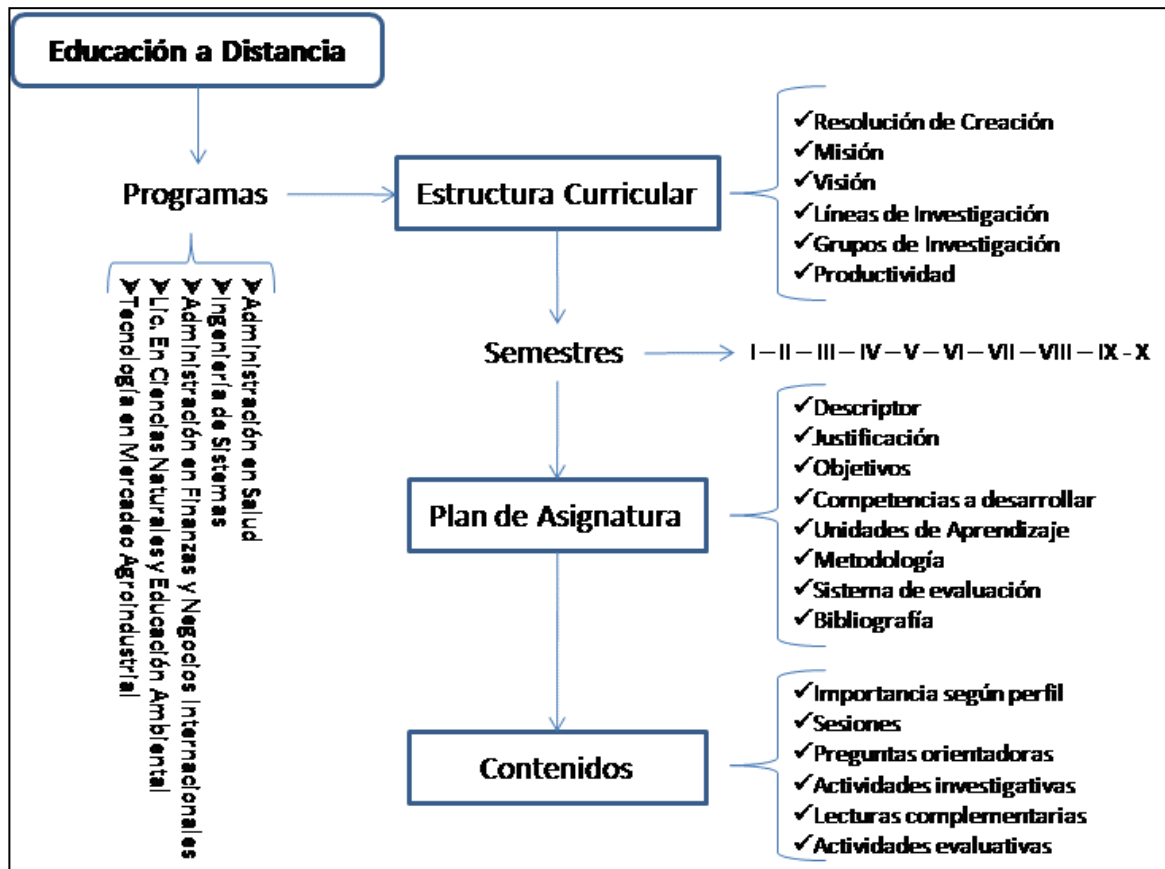 Educación a Distancia
Programas
Estructura Curricular
✓Resolución de Creación
✓Misión
✓Visión
✓Líneas de Investigación
✓Grupos de Investigación
✓Productividad
➤Administración en Salud
➤Ingeniería de Sistemas
➤Administración en Finanzas y Negocios Internacionales
➤Lic. En Ciencias Naturales y Educación Ambiental
➤Tecnología en Mercadeo Agroindustrial
Semestres
I – II – III – IV – V – VI – VII – VIII – IX - X
Plan de Asignatura
✓Descriptor
✓Justificación
✓Objetivos
✓Competencias a desarrollar
✓Unidades de Aprendizaje
✓Metodología
✓Sistema de evaluación
✓Bibliografía
Contenidos
✓Importancia según perfil
✓Sesiones
✓Preguntas orientadoras
✓Actividades investigativas
✓Lecturas complementarias
✓Actividades evaluativas